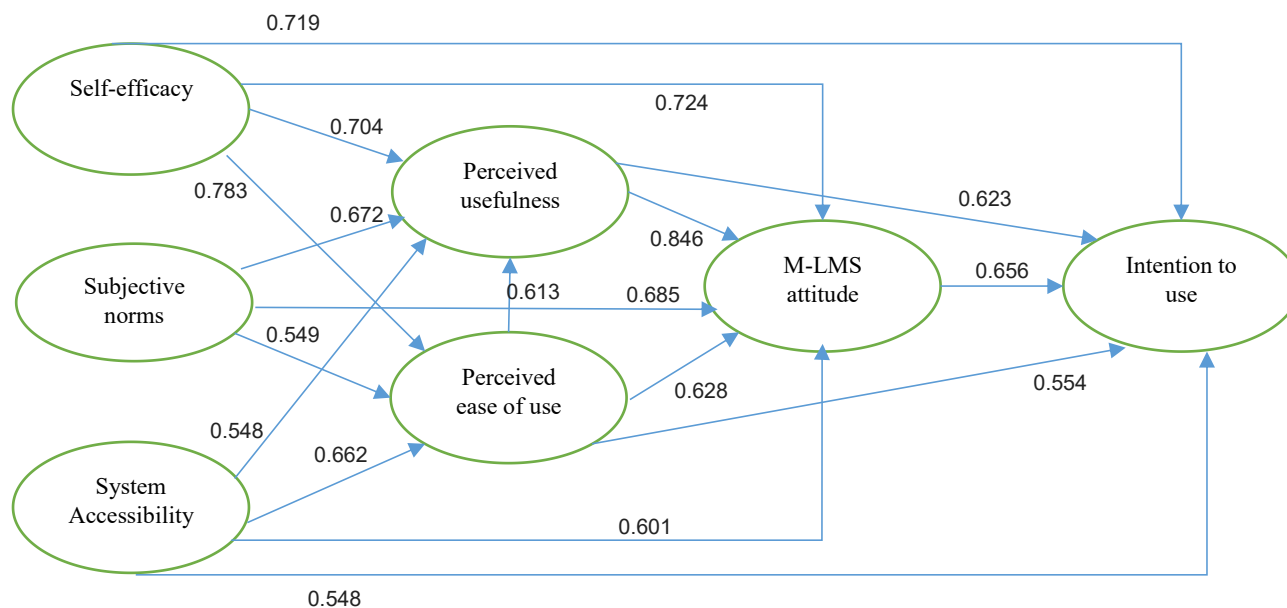 0.719
Self-efficacy
0.724
0.704
Perceived
usefulness
0.783
0.623
0.672
0.846
M-LMS
attitude
0.656
Intention to
use
Subjective
norms
0.613
0.685
0.549
Perceived
ease of use
0.628
0.554
0.548
0.662
System
Accessibility
0.601
0.548